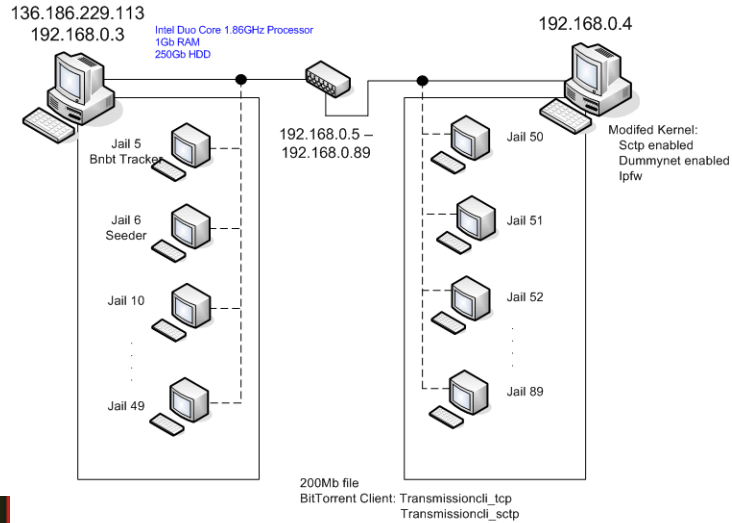 136.186.229.113
192.168.0.3
Intel Duo Core 1.86GHz Processor
1Gb RAM
250Gb HDD
192.168.0.4
192.168.0.5 –
192.168.0.89
Modifed Kernel:
Sctp enabled
Dummynet enabled
Ipfw
Jail 5
Bnbt Tracker
Jail 6
Seeder
Jail 10
Jail 49
Jail 50
Jail 51
Jail 52
Jail 89
200Mb file
BitTorrent Client: Transmissioncli_tcp
Transmissioncli_sctp